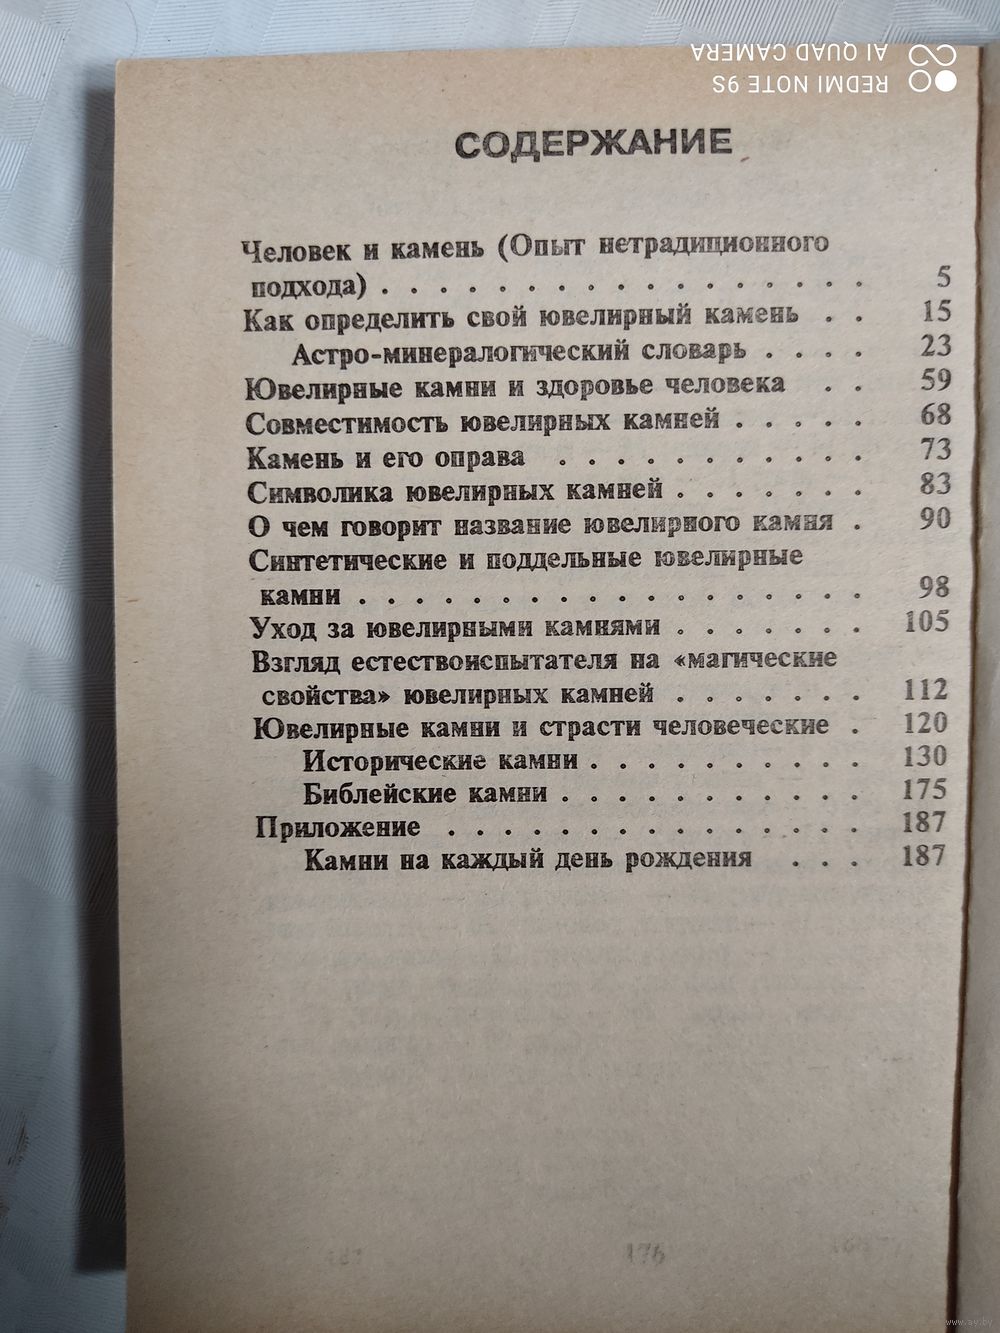 REDMI NOTE 9S
AI QUAD CAMERA
СОДЕРЖАНИЕ
Человек и камень (Опыт нетрадиционного
подхода) . . . . . . . . . . . . . . . . . 5
Как определить свой ювелирный камень . . 15
Астро-минералогический словарь . . . . 23
Ювелирные камни и здоровье человека . . 59
Совместимость ювелирных камней . . . . . 68
Камень и его оправа . . . . . . . . . . . 73
Символика ювелирных камней . . . . . . . 83
О чем говорит название ювелирного камня . 90
Синтетические и поддельные ювелирные
камни . . . . . . . . . . . . . . . . . . 98
Уход за ювелирными камнями . . . . . . . 105
Взгляд естествоиспытателя на «магические
свойства» ювелирных камней . . . . . . . 112
Ювелирные камни и страсти человеческие . 120
Исторические камни . . . . . . . . . . 130
Библейские камни . . . . . . . . . . . 175
Приложение . . . . . . . . . . . . . . . 187
Камни на каждый день рождения . . . 187
176
www.ay.by